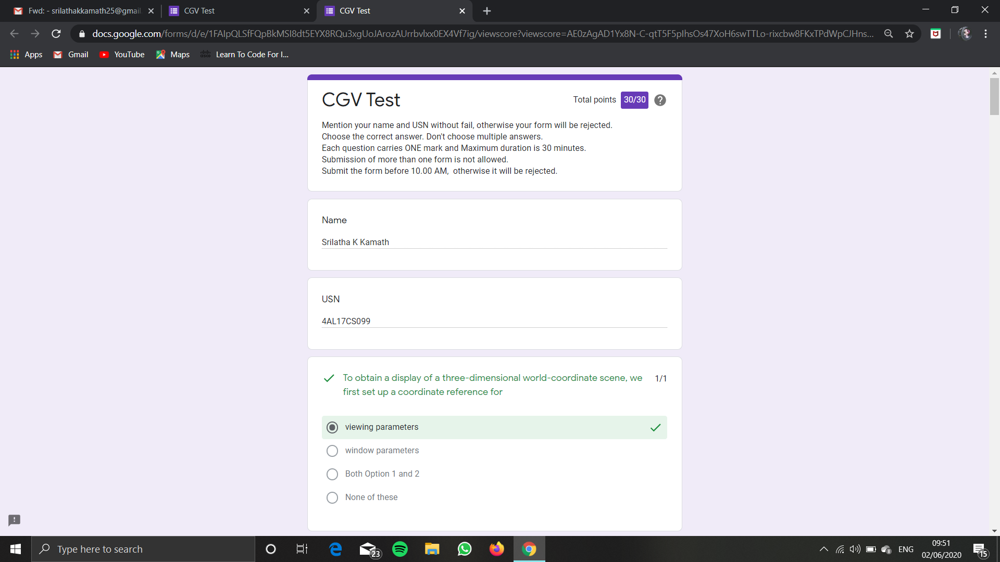 Fwd: - srilathakkamath25@gmail.
CGV Test
CGV Test
docs.google.com/forms/d/e/1FAIpQLSfFQpBkMSI8dt5EYX8RQu3xgUoJArozAUrrbvlxx0EX4Vf7ig/viewscore?viewscore=AE0zAgAD1Yx8N-C-qtT5F5pIhsOs47XoH6swTTLo-rixcbw8FKxTPdWpCJHns...
Apps
Gmail
YouTube
Maps
Learn To Code For I...
CGV Test
Total points 30/30
Mention your name and USN without fail, otherwise your form will be rejected.
Choose the correct answer. Don't choose multiple answers.
Each question carries ONE mark and Maximum duration is 30 minutes.
Submission of more than one form is not allowed.
Submit the form before 10.00 AM,  otherwise it will be rejected.
Name
Srilatha K Kamath
USN
4AL17CS099
To obtain a display of a three-dimensional world-coordinate scene, we 1/1
first set up a coordinate reference for
viewing parameters
window parameters
Both Option 1 and 2
None of these
Type here to search
23
ENG
09:51
02/06/2020
15